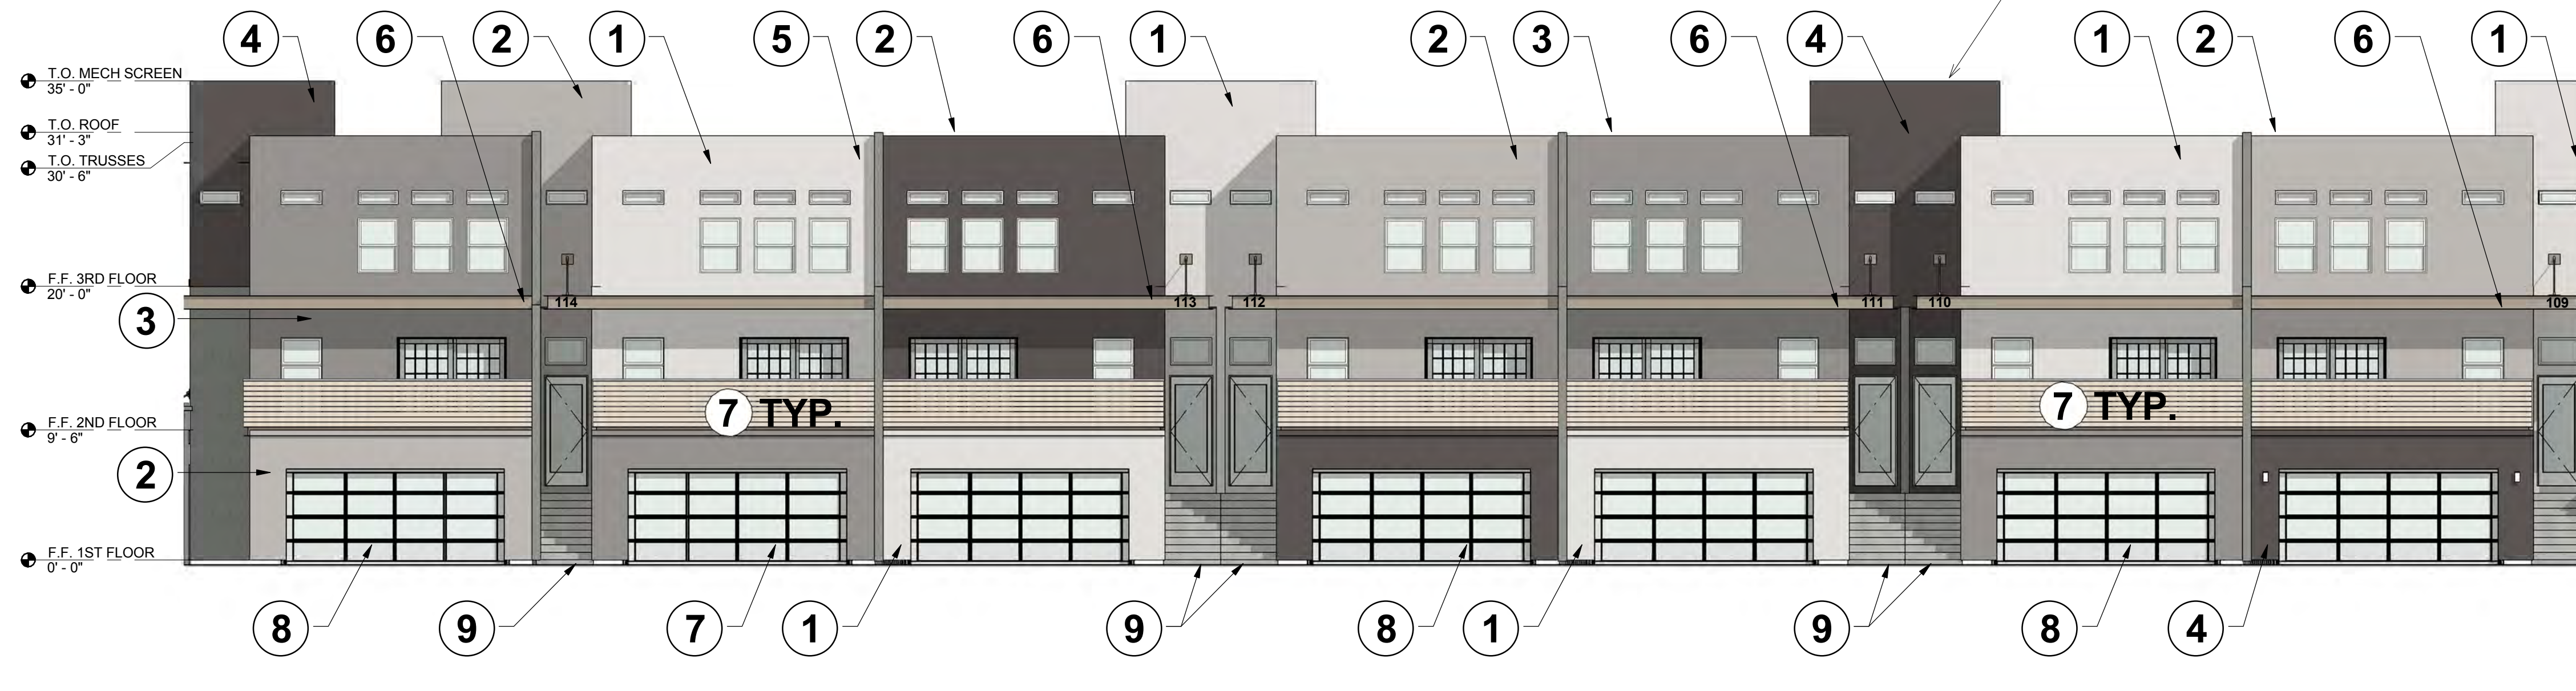 4 6 2 1 5 2 6 1 2 3 6 4 1 2 6 1
T.O. MECH SCREEN
35' - 0"
T.O. ROOF
31' - 3"
T.O. TRUSSES
30' - 6"
F.F. 3RD FLOOR
20' - 0"
114 113 112 111 110 109
3
7 TYP. 7 TYP.
F.F. 2ND FLOOR
9' - 6"
2
F.F. 1ST FLOOR
0' - 0"
8 9 7 1 9 8 1 9 8 4